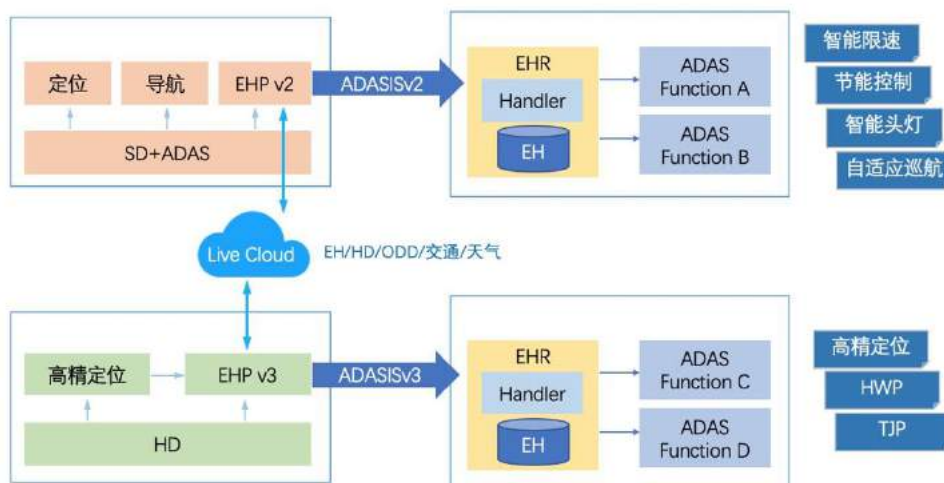 定位
导航
EHP v2
SD+ADAS
ADASISv2
EHR
Handler
EH
ADAS
Function A
ADAS
Function B
智能限速
节能控制
智能头灯
自适应巡航
Live Cloud
EH/HD/ODD/交通/天气
高精定位
EHP v3
HD
ADASISv3
EHR
Handler
EH
ADAS
Function C
ADAS
Function D
高精定位
HWP
TJP